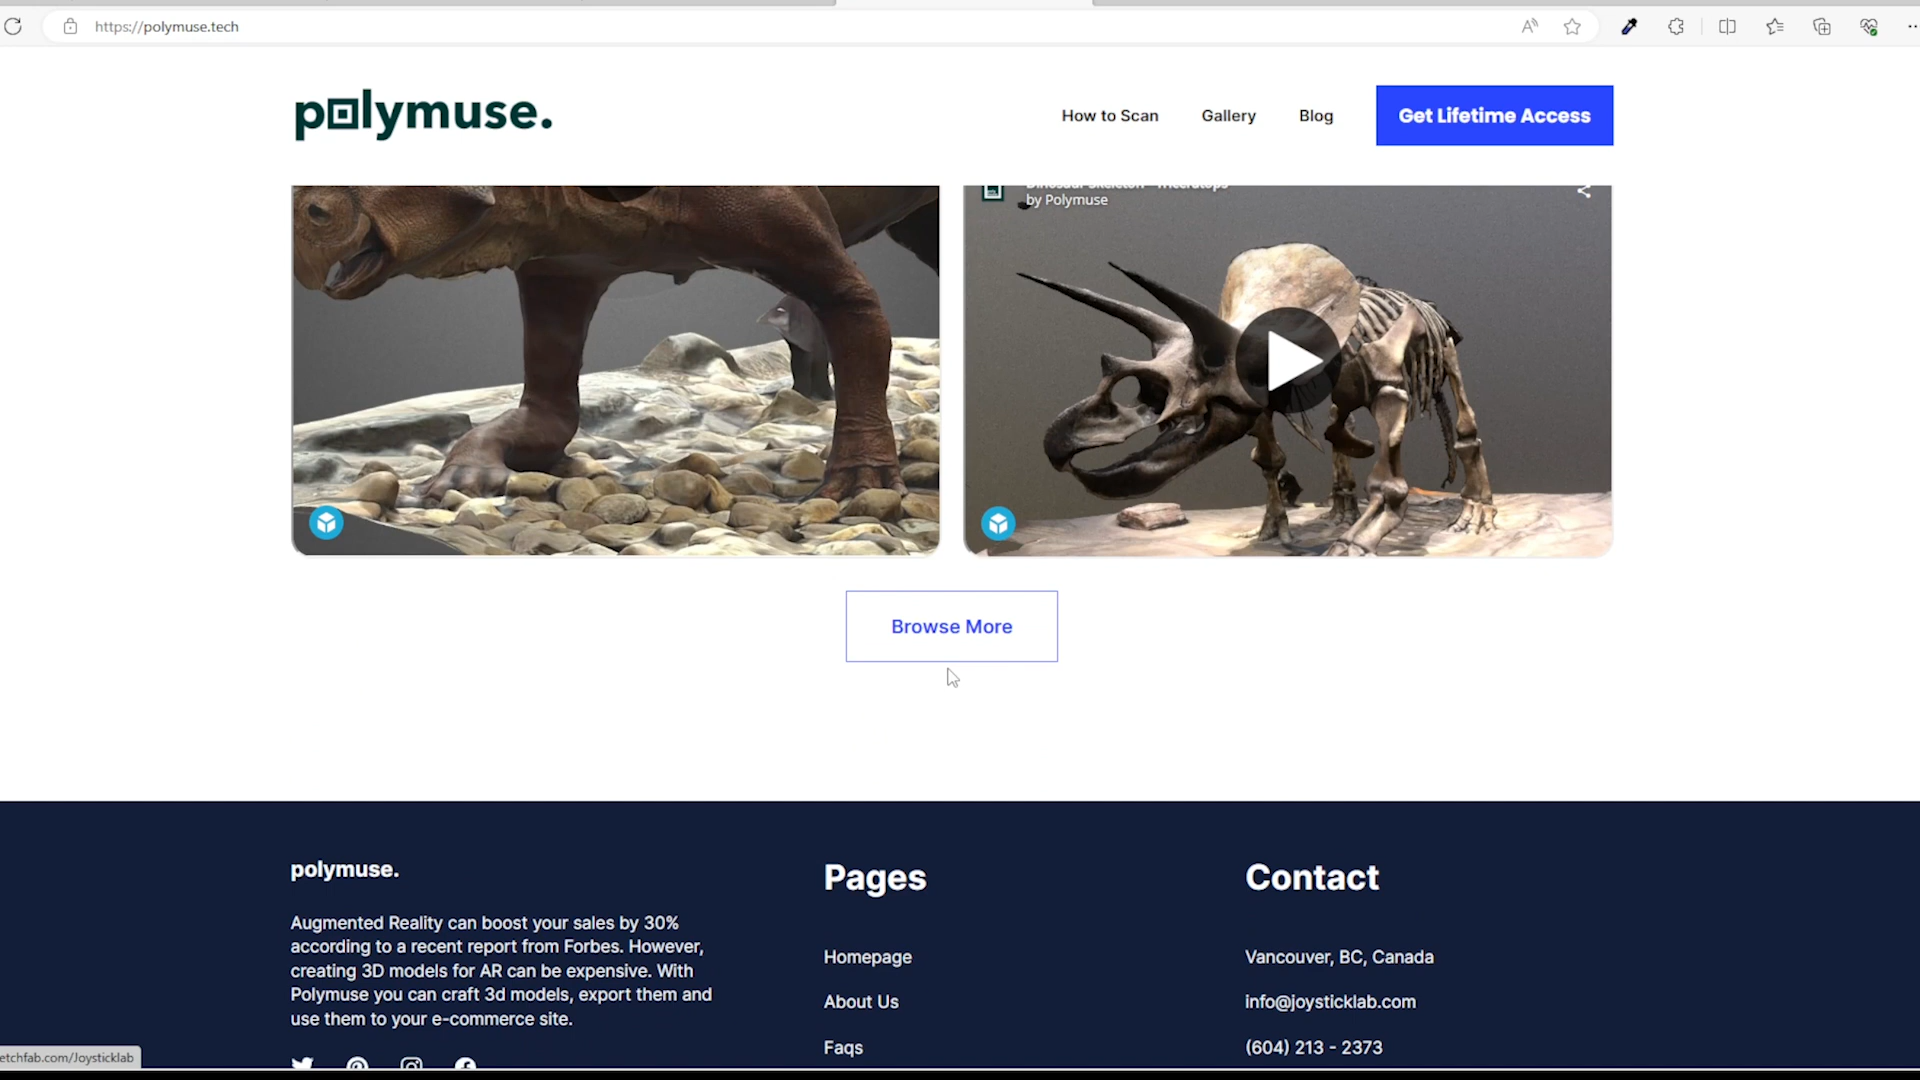 https://polymuse.tech
polymuse.
How to Scan
Gallery
Blog
Get Lifetime Access
Dinosaur Skeleton - Triceratops
by Polymuse
Browse More
polymuse.
Augmented Reality can boost your sales by 30%
according to a recent report from Forbes. However,
creating 3D models for AR can be expensive. With
Polymuse you can craft 3d models, export them and
use them to your e-commerce site.
Pages
Homepage
About Us
Faqs
Contact
Vancouver, BC, Canada
info@joysticklab.com
(604) 213 - 2373
etchfab.com/Joysticklab